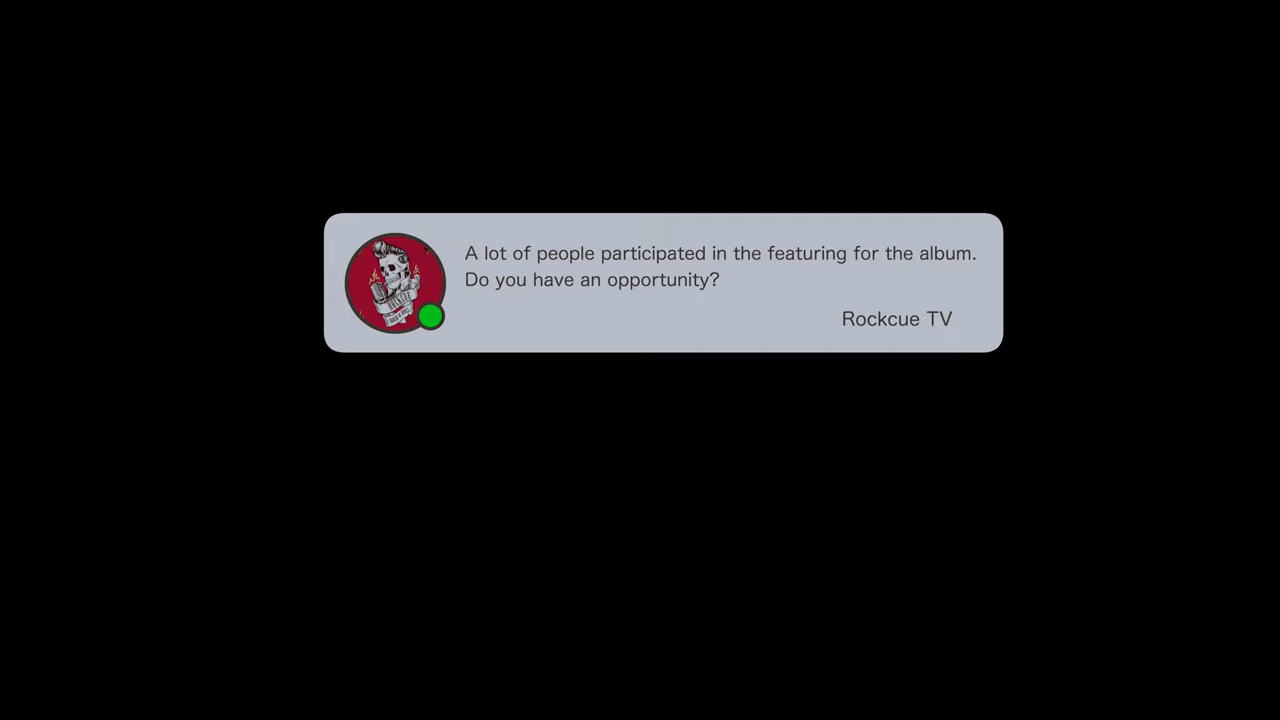 A lot of people participated in the featuring for the album.
Do you have an opportunity?
Rockcue TV